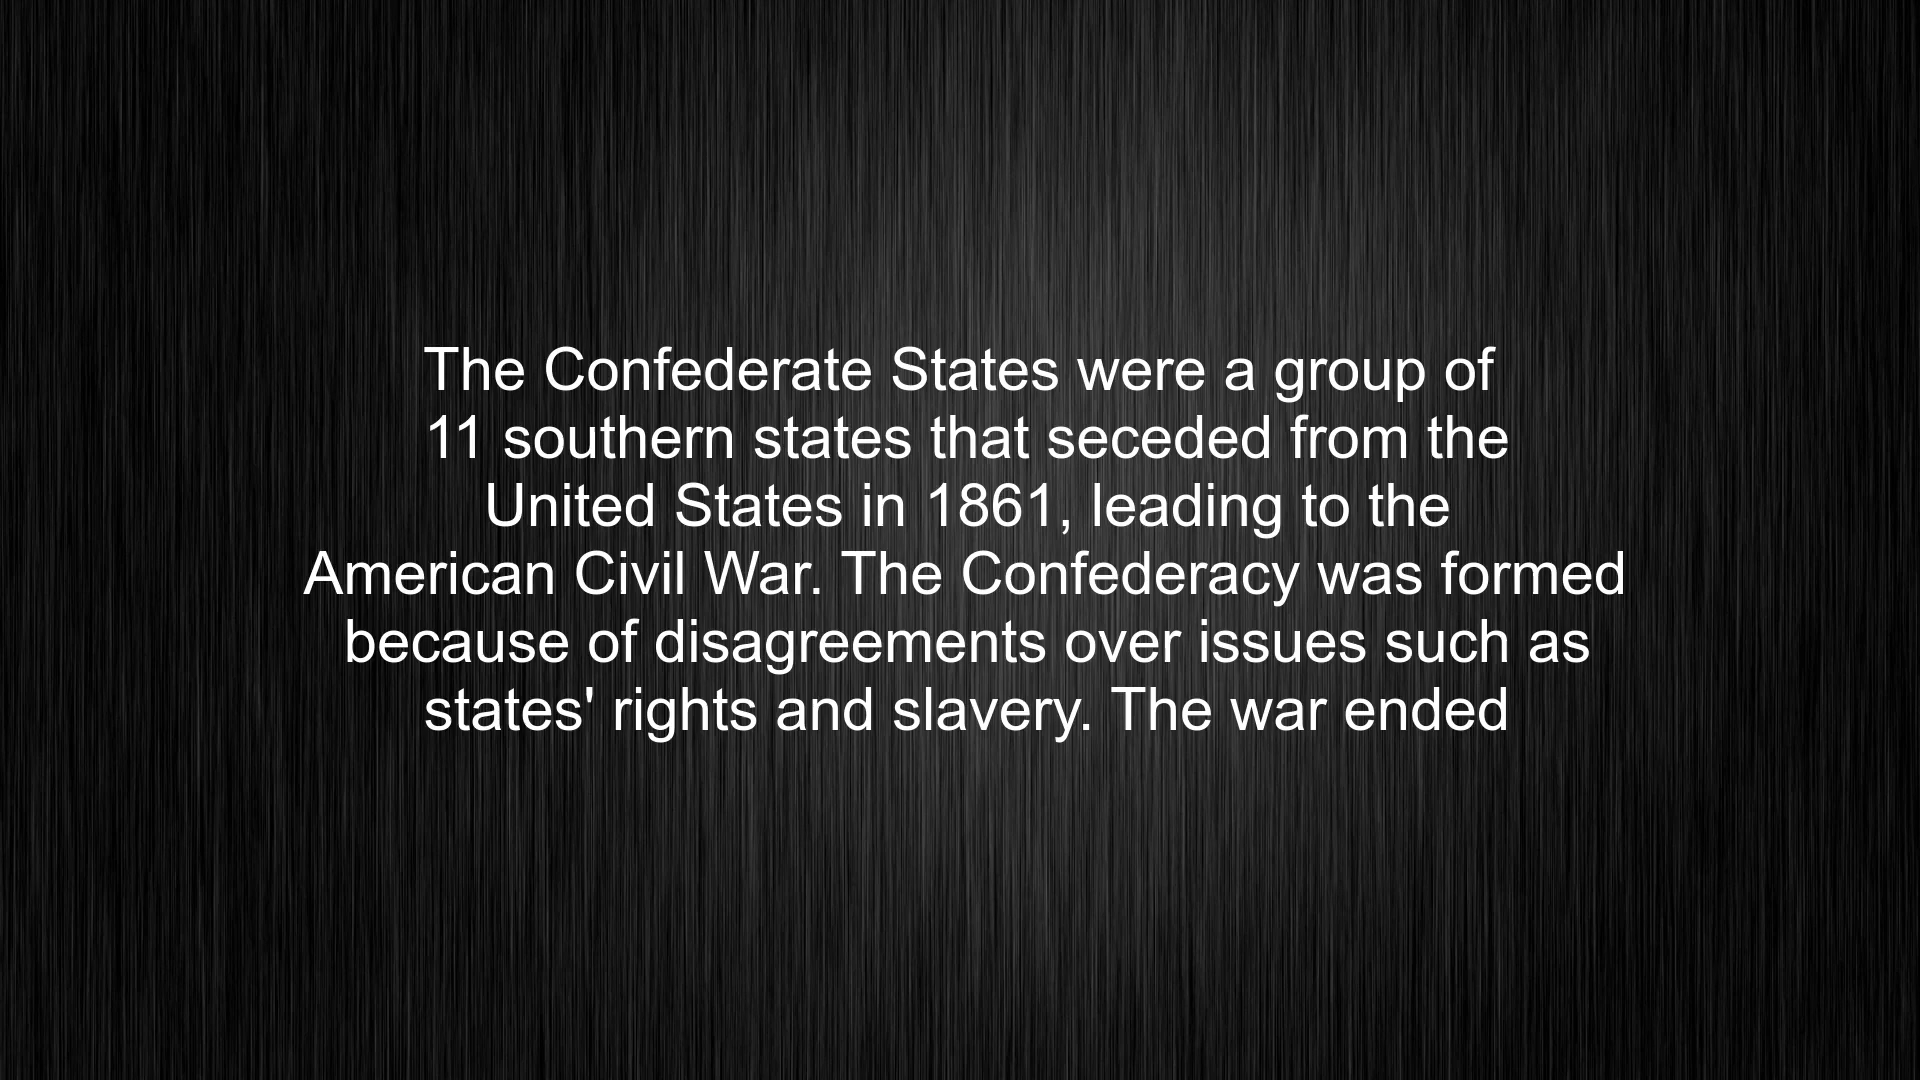 The Confederate States were a group of
11 southern states that seceded from the
United States in 1861, leading to the
American Civil War. The Confederacy was formed
because of disagreements over issues such as
states' rights and slavery. The war ended